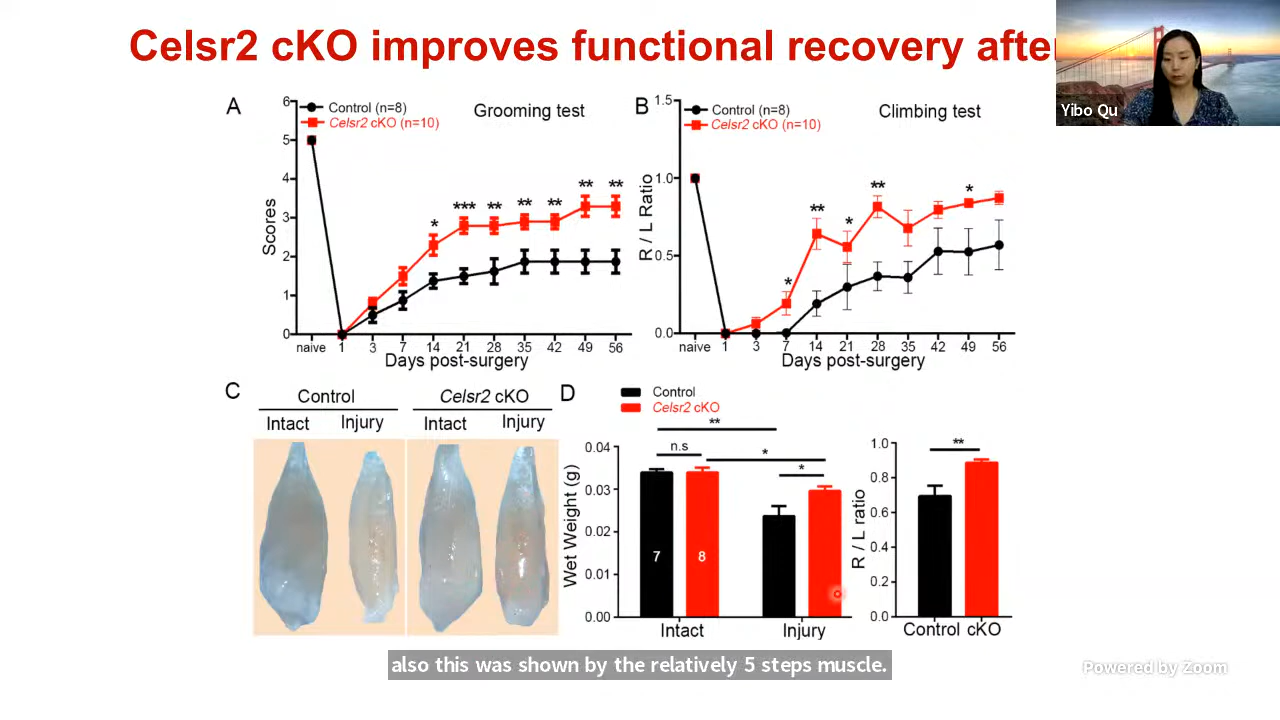 Celsr2 cKO improves functional recovery after
Yibo Qu
A
Control (n=8)
Celsr2 cKO (n=10)
Grooming test
Scores
6
5
4
3
2
1
0
* *** ** ** ** ** **
naive 1 3 7 14 21 28 35 42 49 56
Days post-surgery
B
Control (n=8)
Celsr2 cKO (n=10)
Climbing test
R / L Ratio
1.5
1.0
0.5
0.0
* ** * ** *
naive 1 3 7 14 21 28 35 42 49 56
Days post-surgery
C
Control Celsr2 cKO
Intact Injury Intact Injury
D
Control
Celsr2 cKO
Wet Weight (g)
0.04
0.03
0.02
0.01
0.00
**
n.s
*
*
7 8
Intact Injury
R / L ratio
1.0
0.8
0.6
0.4
0.2
0.0
**
Control cKO
also this was shown by the relatively 5 steps muscle.
Powered by Zoom